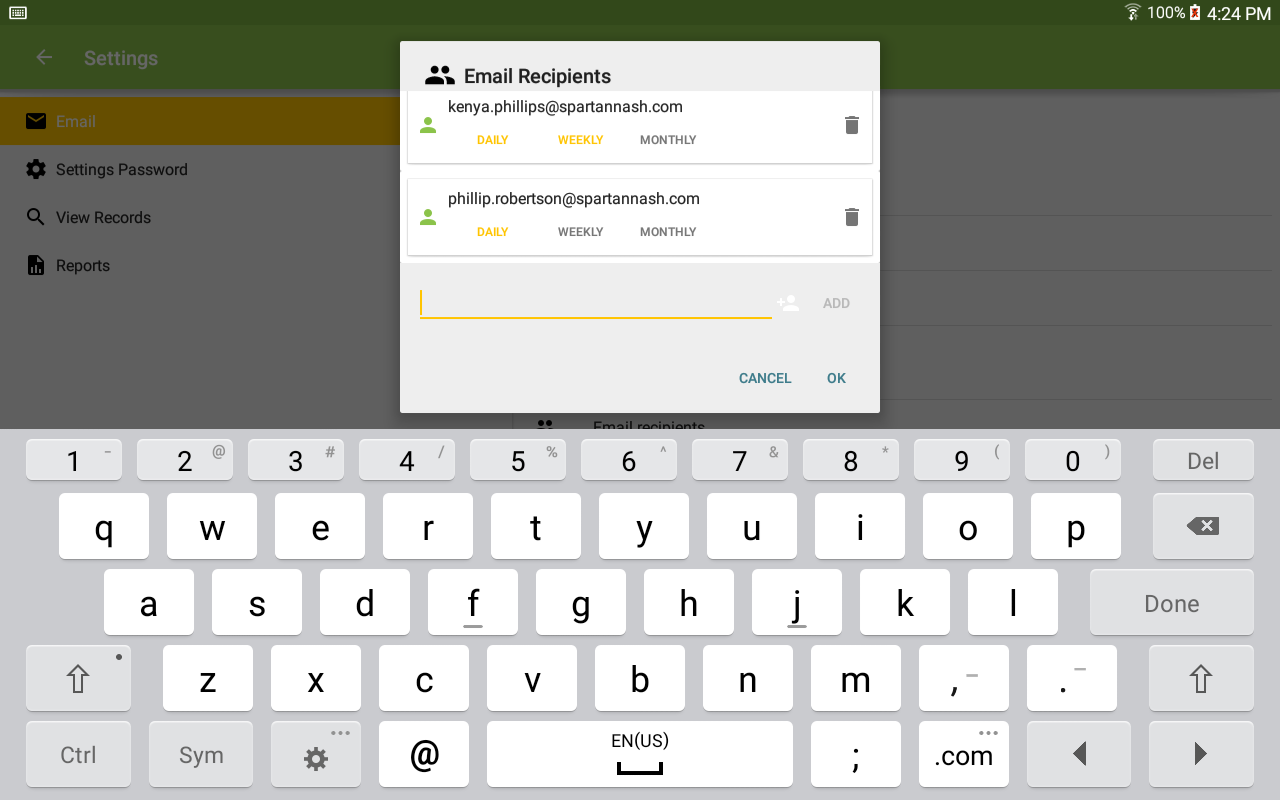 100% 4:24 PM
Settings
Email Recipients
kenya.phillips@spartannash.com
DAILY WEEKLY MONTHLY
phillip.robertson@spartannash.com
DAILY WEEKLY MONTHLY
ADD
CANCEL OK
Email
Settings Password
View Records
Reports
Email recipients
1 - 2 @ 3 # 4 / 5 % 6 ^ 7 & 8 * 9 ( 0 ) Del
q w e r t y u i o p
a s d f g h j k l Done
z x c v b n m , .
Ctrl Sym @ EN(US) ; .com